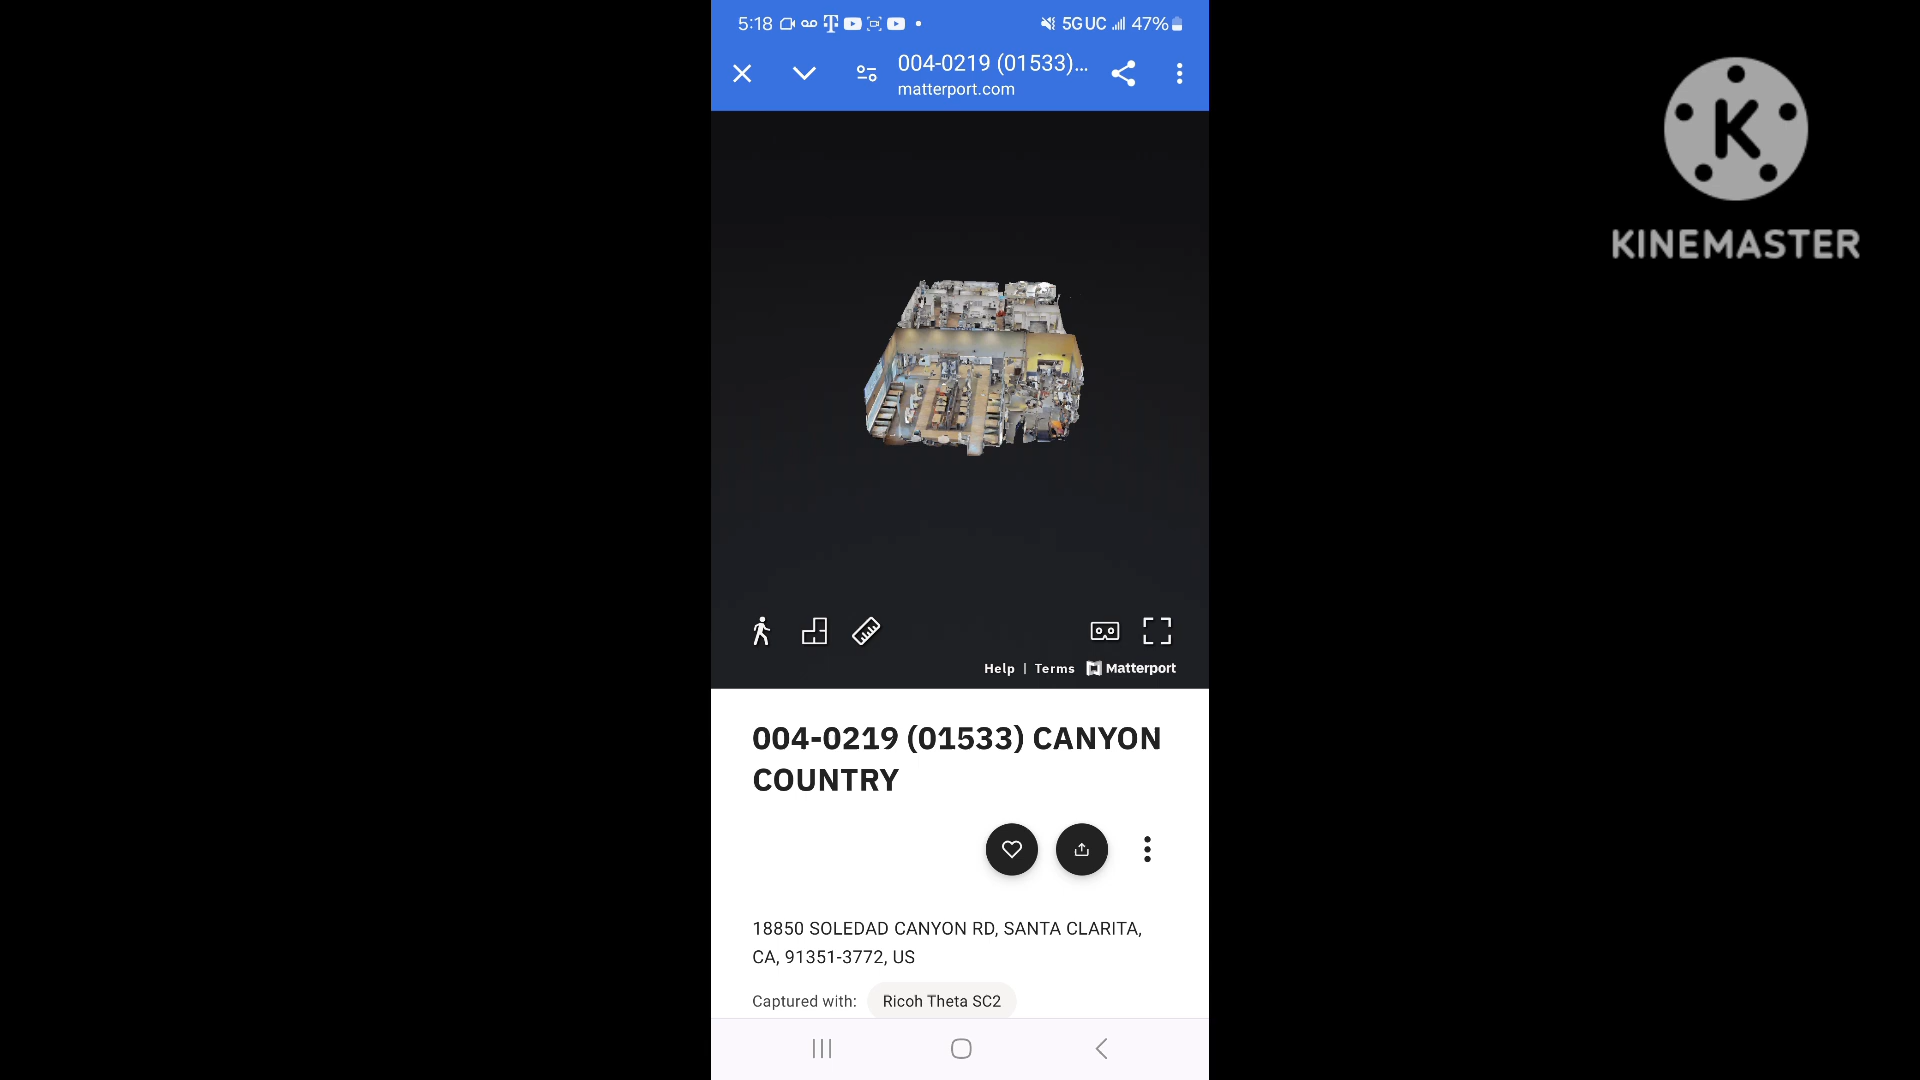 5:18
5G UC
47%
004-0219 (01533)...
matterport.com
K
KINEMASTER
Help | Terms
Matterport
004-0219 (01533) CANYON
COUNTRY
18850 SOLEDAD CANYON RD, SANTA CLARITA,
CA, 91351-3772, US
Captured with: Ricoh Theta SC2